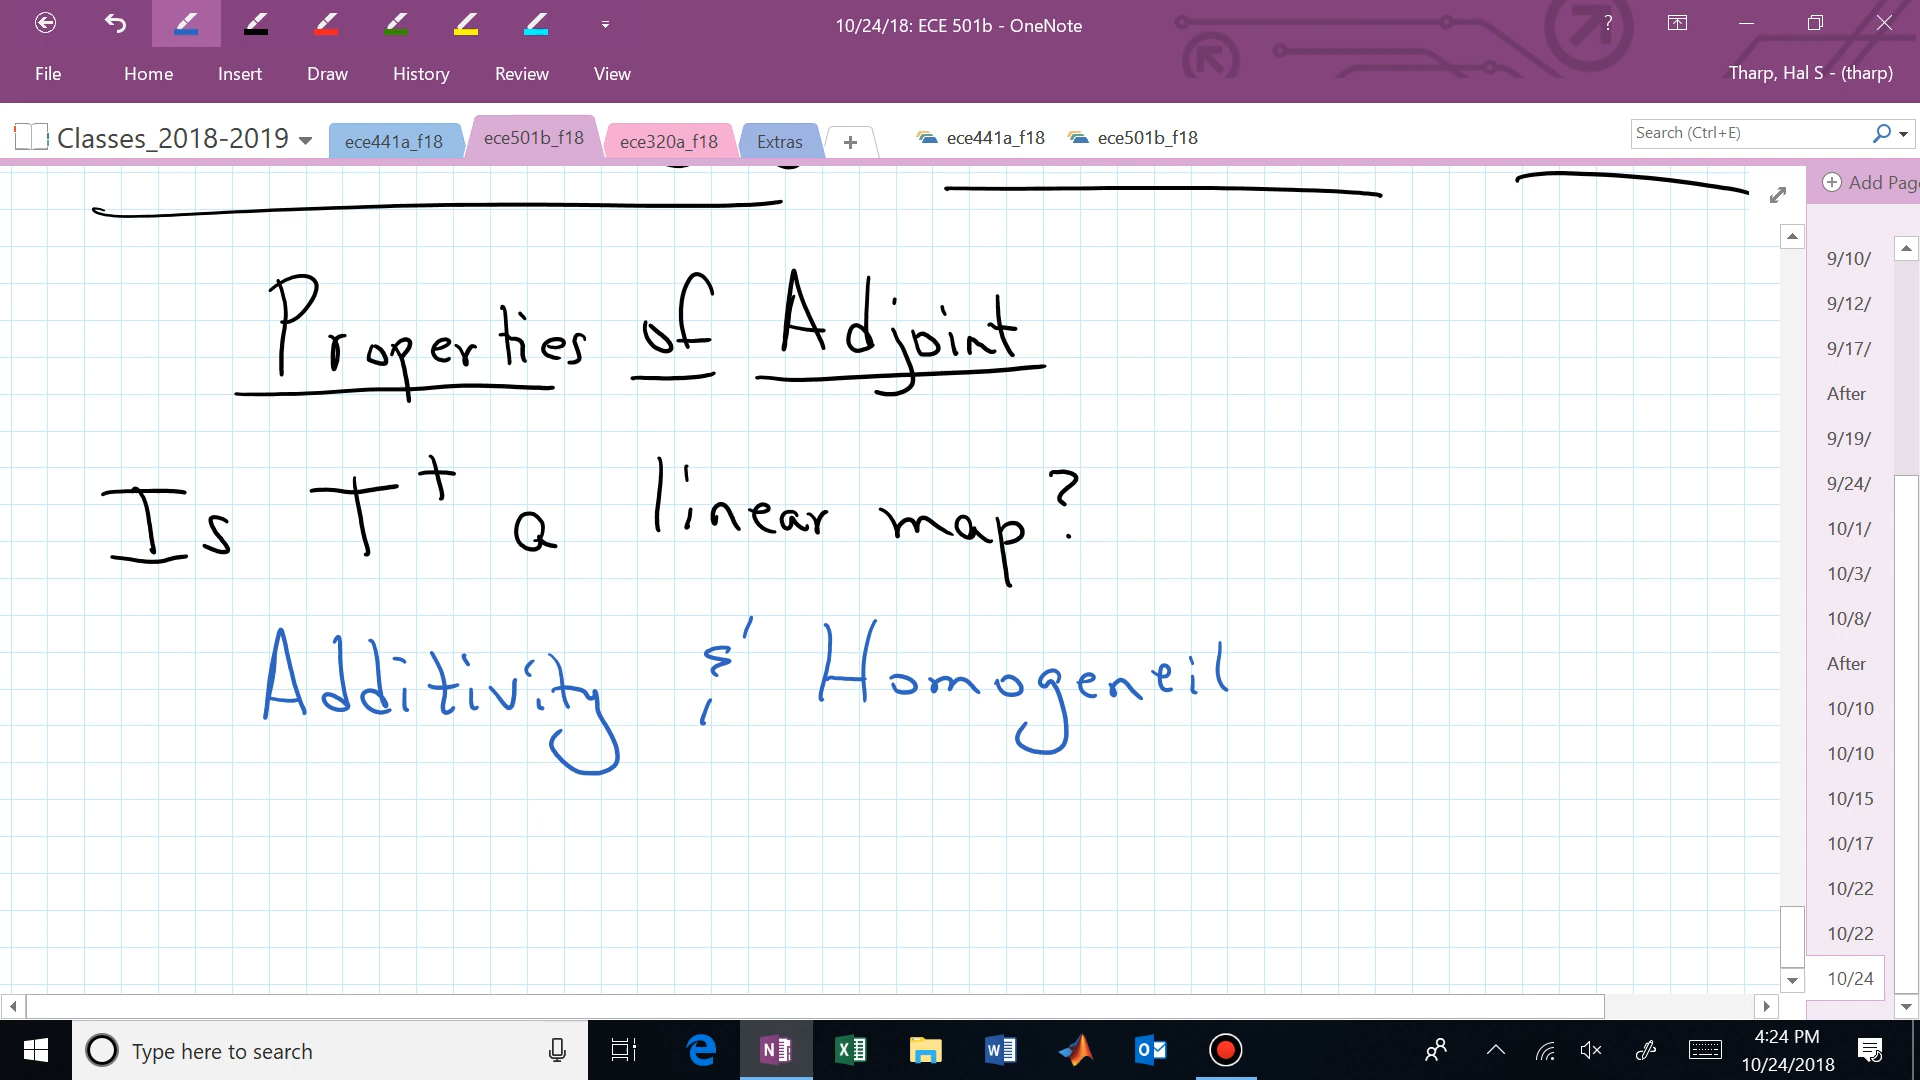 10/24/18: ECE 501b - OneNote
?
File Home Insert Draw History Review View
Tharp, Hal S - (tharp)
Classes_2018-2019
ece441a_f18 ece501b_f18 ece320a_f18 Extras +
ece441a_f18 ece501b_f18
Search (Ctrl+E)
Add Pag
Properties of Adjoint
Is T+ a linear map?
Additivity & Homogeneit
9/10/
9/12/
9/17/
After
9/19/
9/24/
10/1/
10/3/
10/8/
After
10/10
10/10
10/15
10/17
10/22
10/22
10/24
Type here to search
4:24 PM
10/24/2018